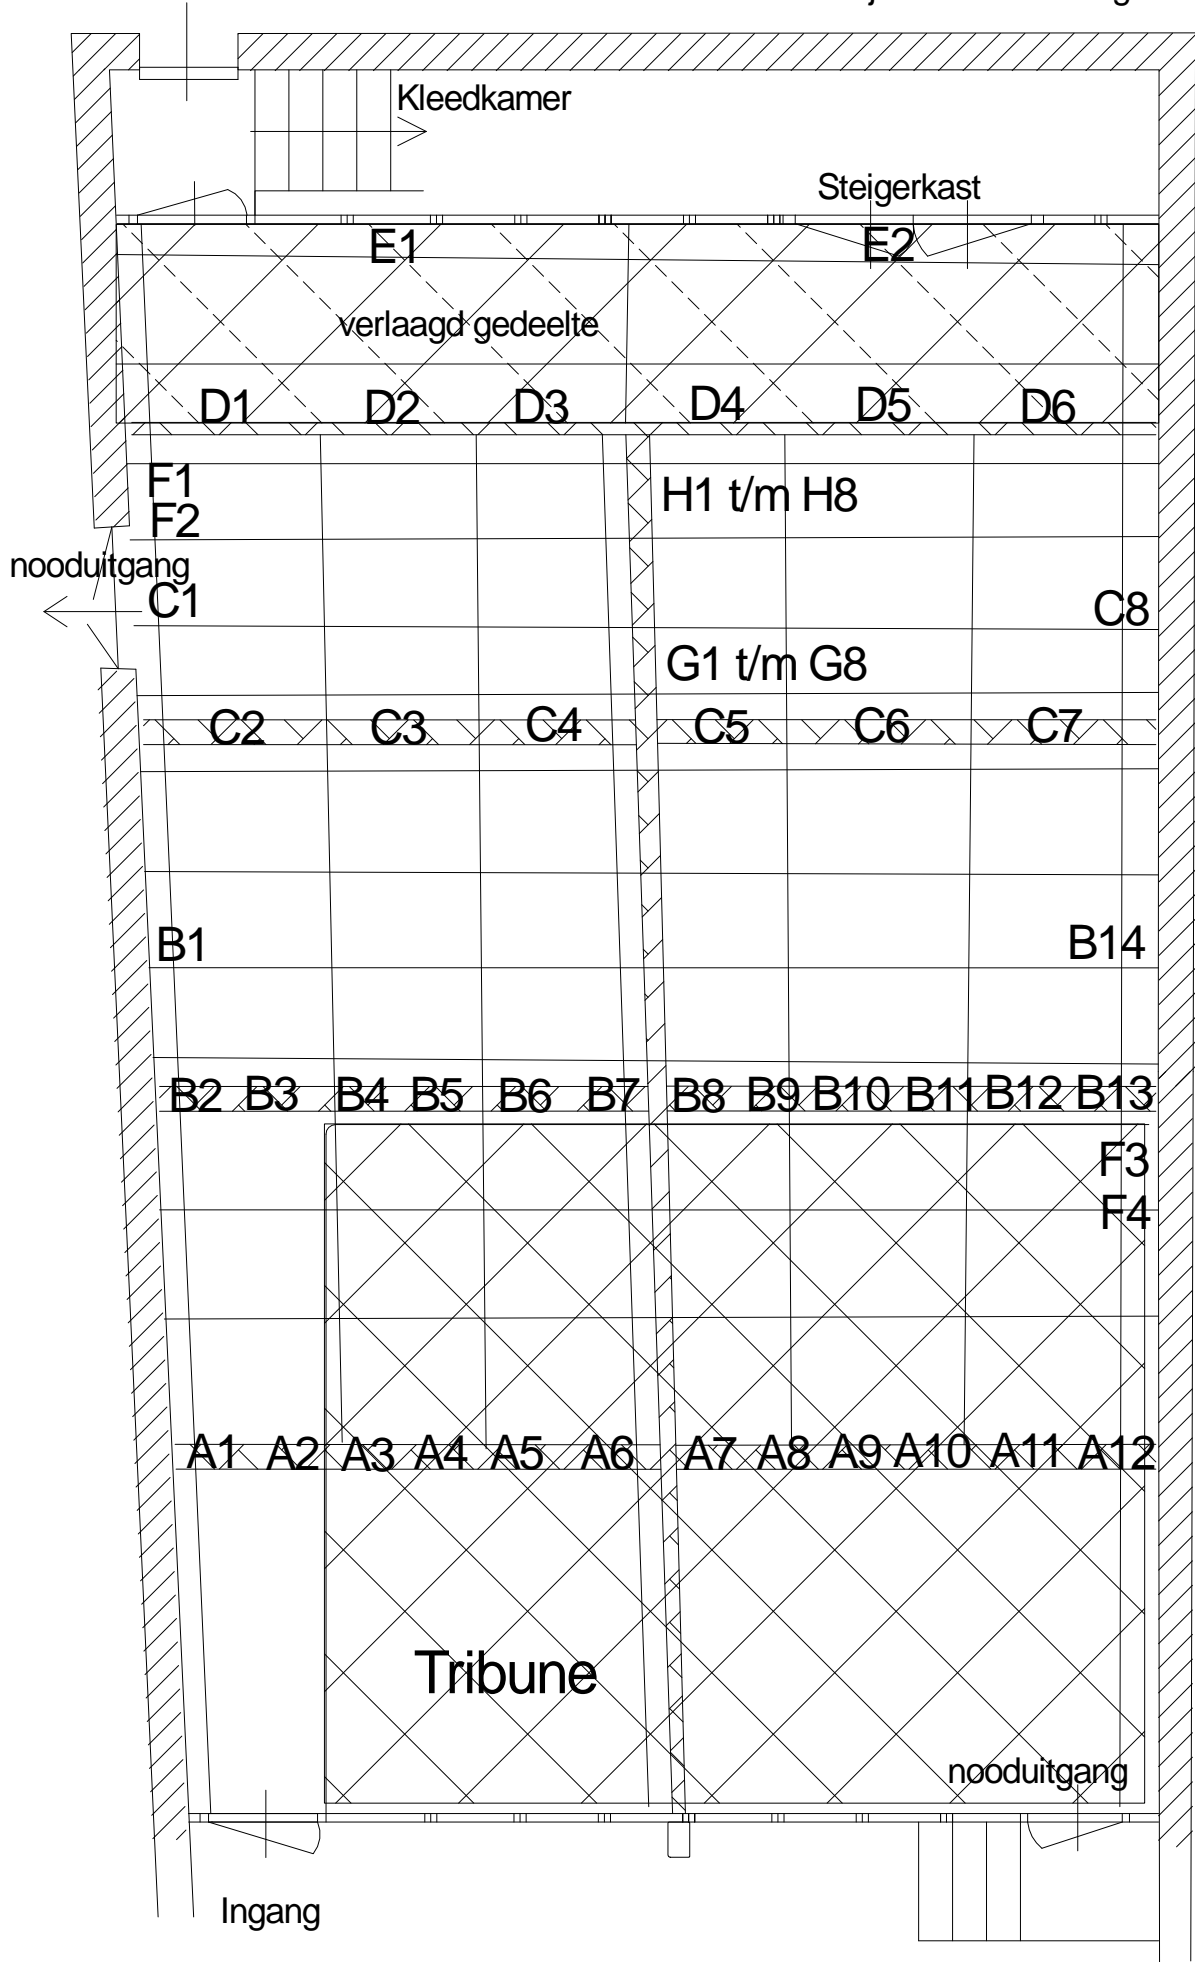 Kleedkamer
Steigerkast
E1 E2
verlaagd gedeelte
D1 D2 D3 D4 D5 D6
F1
H1 t/m H8
F2
nooduitgang
C1 C8
G1 t/m G8
C2 C3 C4 C5 C6 C7
B1 B14
B2 B3 B4 B5 B6 B7 B8 B9 B10 B11 B12 B13
F3
F4
A1 A2 A3 A4 A5 A6 A7 A8 A9 A10 A11 A12
Tribune
nooduitgang
Ingang